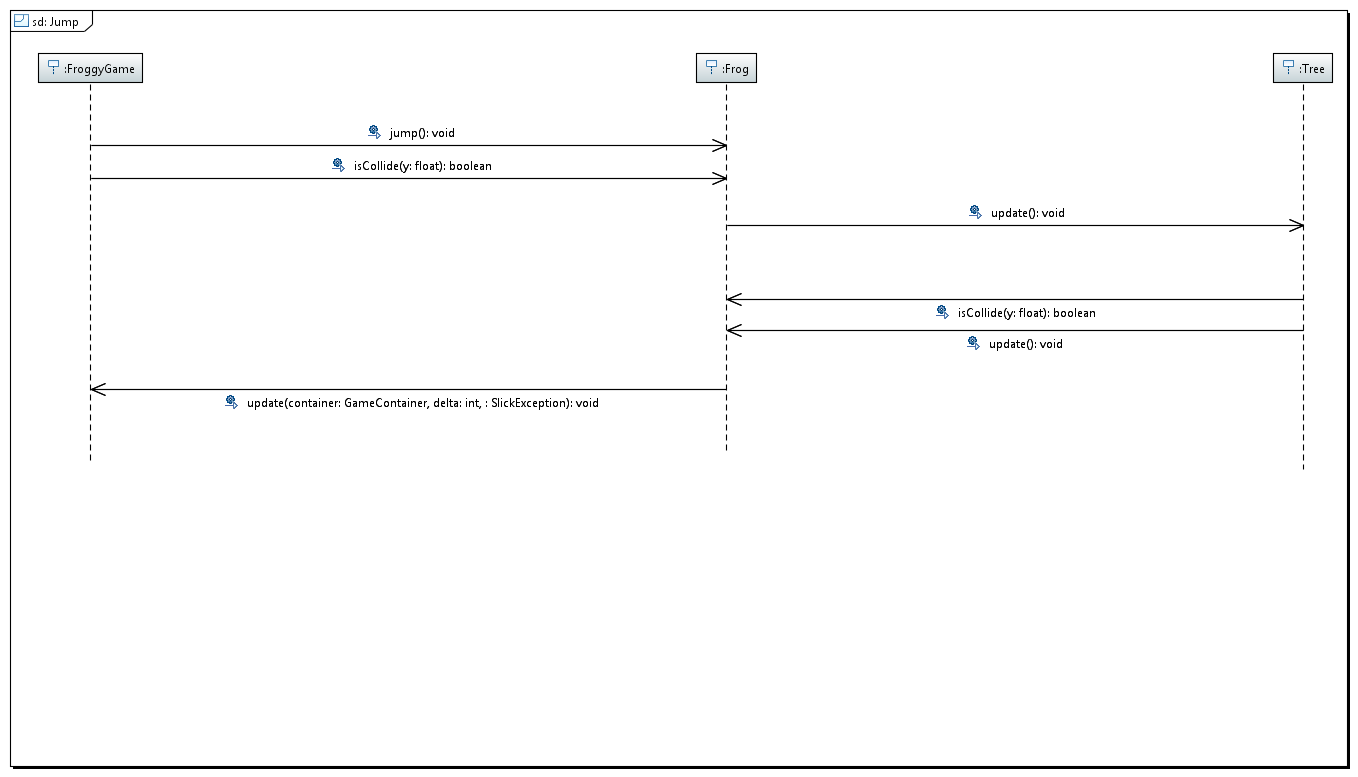 sd: Jump
:FroggyGame
:Frog
:Tree
jump(): void
isCollide(y: float): boolean
update(): void
isCollide(y: float): boolean
update(): void
update(container: GameContainer, delta: int, : SlickException): void